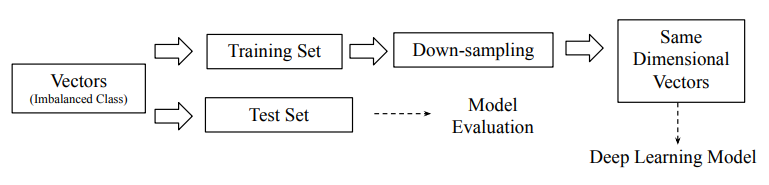 Vectors
(Imbalanced Class)
Training Set
Down-sampling
Same
Dimensional
Vectors
Test Set
Model
Evaluation
Deep Learning Model